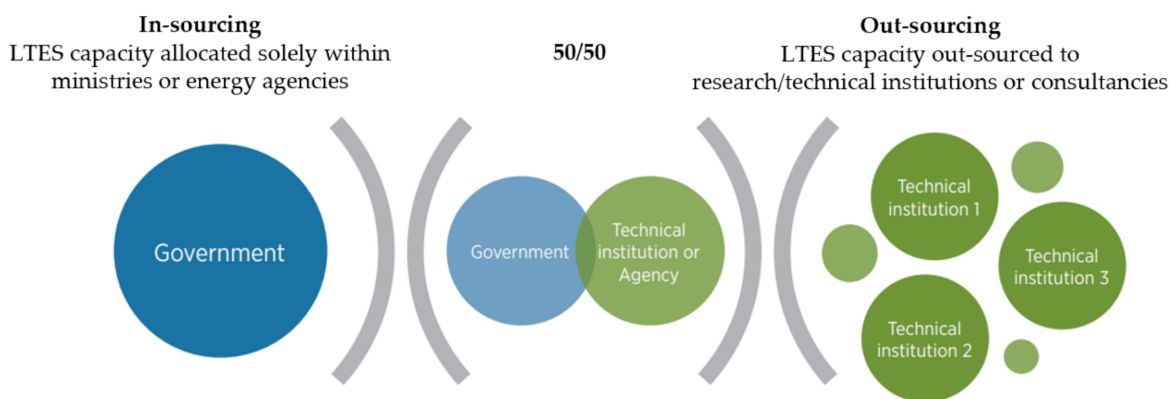 In-sourcing
LTES capacity allocated solely within
ministries or energy agencies
50/50
Out-sourcing
LTES capacity out-sourced to
research/technical institutions or consultancies
Government
Government
Technical
institution or
Agency
Technical
institution 1
Technical
institution 3
Technical
institution 2